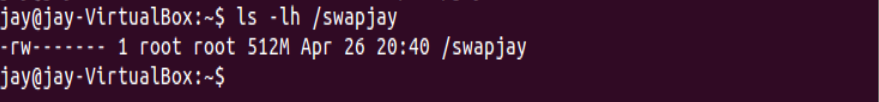 jay@jay-VirtualBox:~$ ls -lh /swapjay
-rw------- 1 root root 512M Apr 26 20:40 /swapjay
jay@jay-VirtualBox:~$